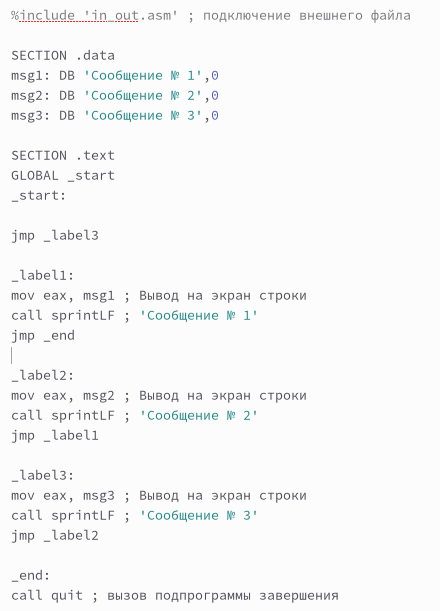 %include 'in_out.asm' ; подключение внешнего файла
SECTION .data
msg1: DB 'Сообщение № 1',0
msg2: DB 'Сообщение № 2',0
msg3: DB 'Сообщение № 3',0
SECTION .text
GLOBAL _start
_start:
jmp _label3
_label1:
mov eax, msg1 ; Вывод на экран строки
call sprintLF ; 'Сообщение № 1'
jmp _end
_label2:
mov eax, msg2 ; Вывод на экран строки
call sprintLF ; 'Сообщение № 2'
jmp _label1
_label3:
mov eax, msg3 ; Вывод на экран строки
call sprintLF ; 'Сообщение № 3'
jmp _label2
_end:
call quit ; вызов подпрограммы завершения